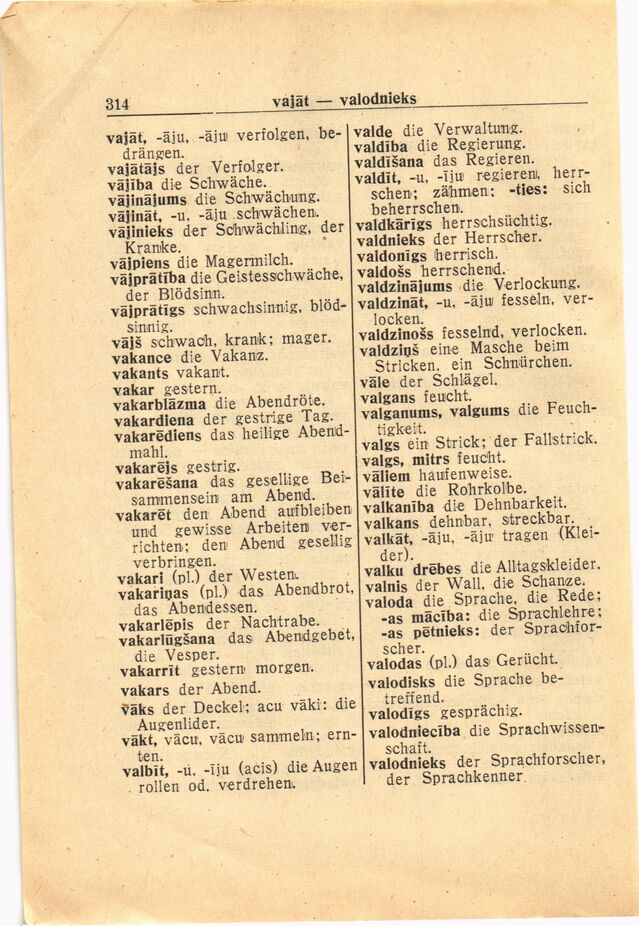 314
vajāt — valodnieks
vajāt, -āju, -āju verfolgen, be-
drängen.
vajātājs der Verfolger.
vājība die Schwäche.
vājinājums die Schwächung.
vājināt, -u, -āju schwächen.
vājinieks der Schwächling, der
Kranke.
vājpiens die Magermilch.
vājprātība die Geistesschwäche,
der Blödsinn.
vājprātīgs schwachsinnig, blöd-
sinnig.
vājš schwach, krank; mager.
vakance die Vakanz.
vakants vakant.
vakar gestern.
vakarblāzma die Abendröte.
vakardiena der gestrige Tag.
vakarēdiens das heilige Abend-
mahl.
vakarējs gestrig.
vakarēšana das gesellige Bei-
sammensein am Abend.
vakarēt den Abend aufbleiben
und gewisse Arbeiten ver-
richten; den Abend gesellig
verbringen.
vakari (pl.) der Westen.
vakariņas (pl.) das Abendbrot,
das Abendessen.
vakarlēpis der Nachtrabe.
vakarlūgšana das Abendgebet,
die Vesper.
vakarrīt gestern morgen.
vakars der Abend.
vāks der Deckel; acu vāki: die
Augenlider.
vākt, vācu, vācu sammeln; ern-
ten.
valbīt, -u, -īju (acis) die Augen
rollen od. verdrehen.
valde die Verwaltung.
valdība die Regierung.
valdīšana das Regieren.
valdīt, -u, -īju regieren, herr-
schen; zähmen; -ties: sich
beherrschen.
valdkārīgs herrschsüchtig.
valdnieks der Herrscher.
valdonīgs herrisch.
valdošs herrschend.
valdzinājums die Verlockung.
valdzināt, -u, -āju fesseln, ver-
locken.
valdzinošs fesselnd, verlocken.
valdziņš eine Masche beim
Stricken, ein Schnürchen.
vāle der Schlägel.
valgans feucht.
valganums, valgums die Feuch-
tigkeit.
valgs ein Strick; der Fallstrick.
valgs, mitrs feucht.
vāliem haufenweise.
vālīte die Rohrkolbe.
valkanība die Dehnbarkeit.
valkans dehnbar, streckbar.
valkāt, -āju, -āju tragen (Klei-
der).
valku drēbes die Alltagskleider.
valnis der Wall, die Schanze.
valoda die Sprache, die Rede;
-as mācība: die Sprachlehre;
-as pētnieks: der Sprachfor-
scher.
valodas (pl.) das Gerücht.
valodisks die Sprache be-
treffend.
valodīgs gesprächig.
valodniecība die Sprachwissen-
schaft.
valodnieks der Sprachforscher,
der Sprachkenner.